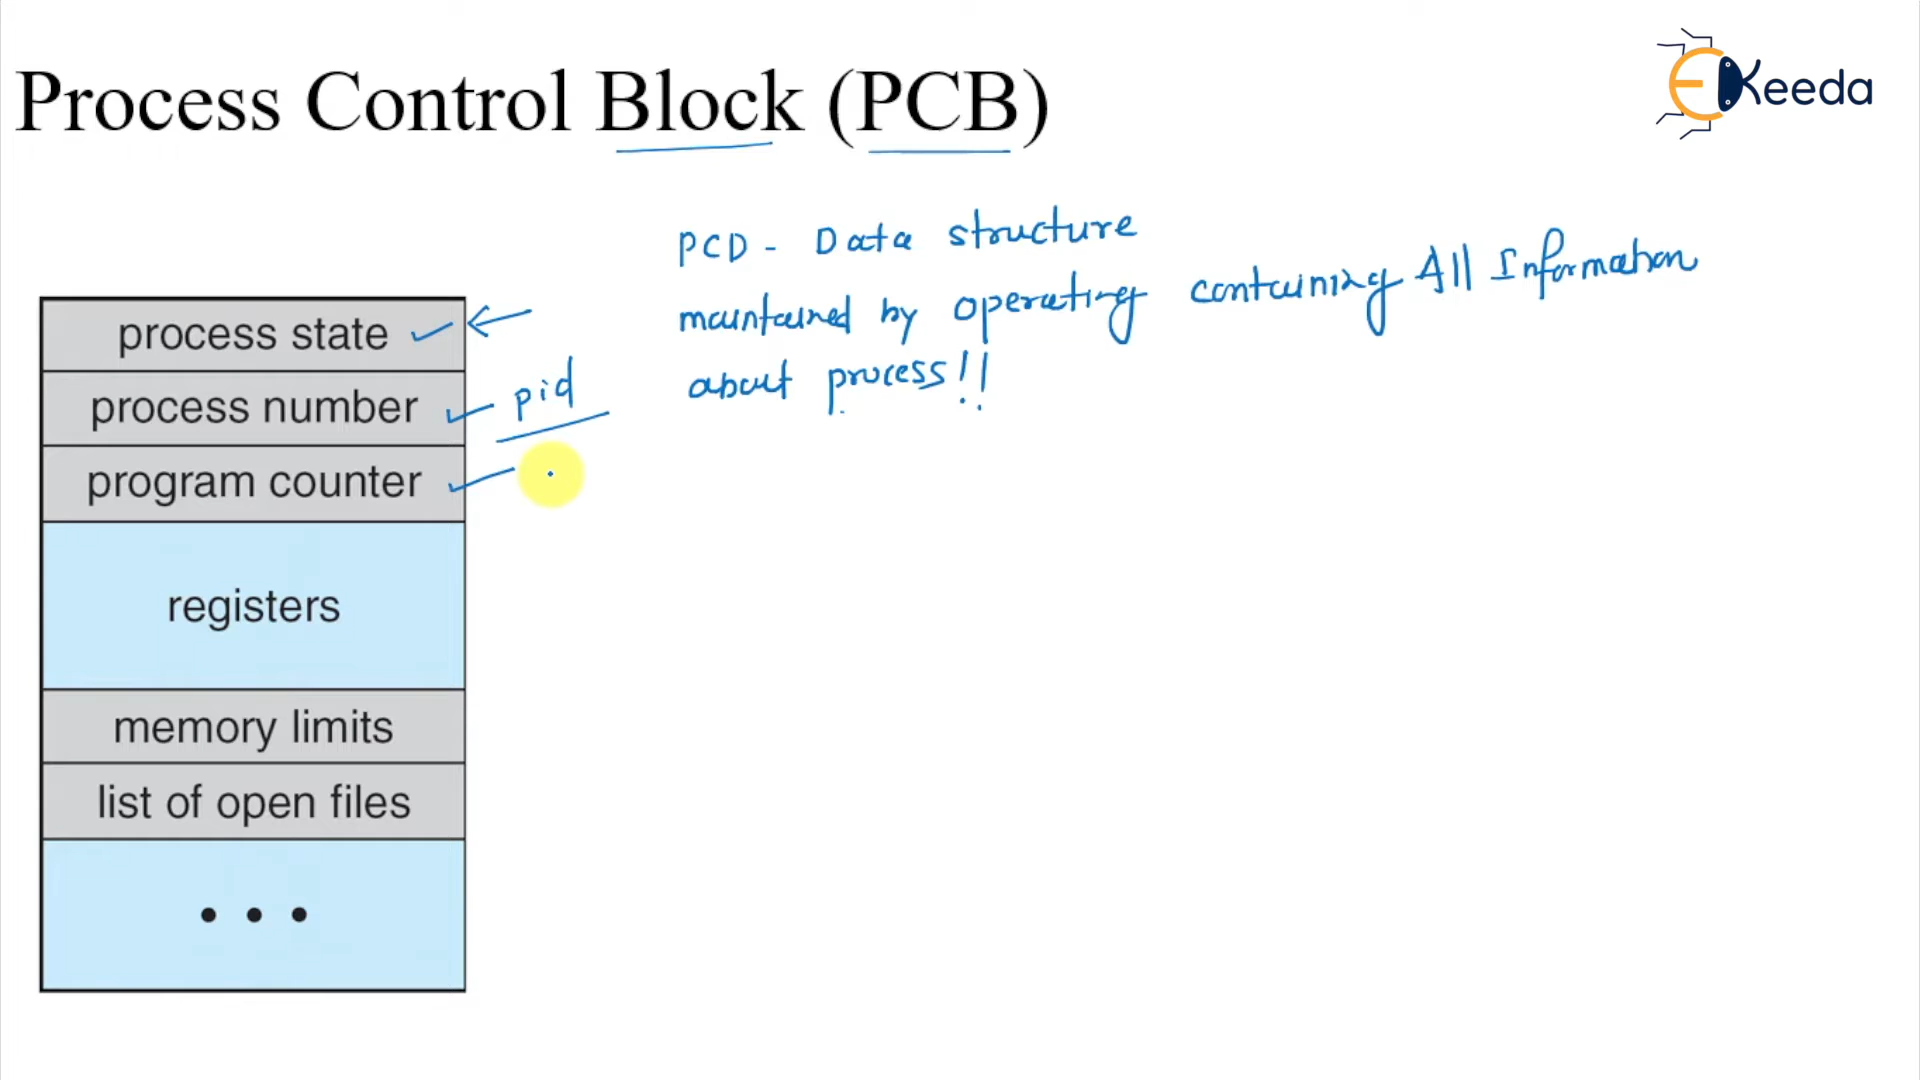 Process Control Block (PCB)
EKeeda
PCD - Data structure
maintained by operating containing All Information
about process!!
process state
process number
pid
program counter
registers
memory limits
list of open files
• • •